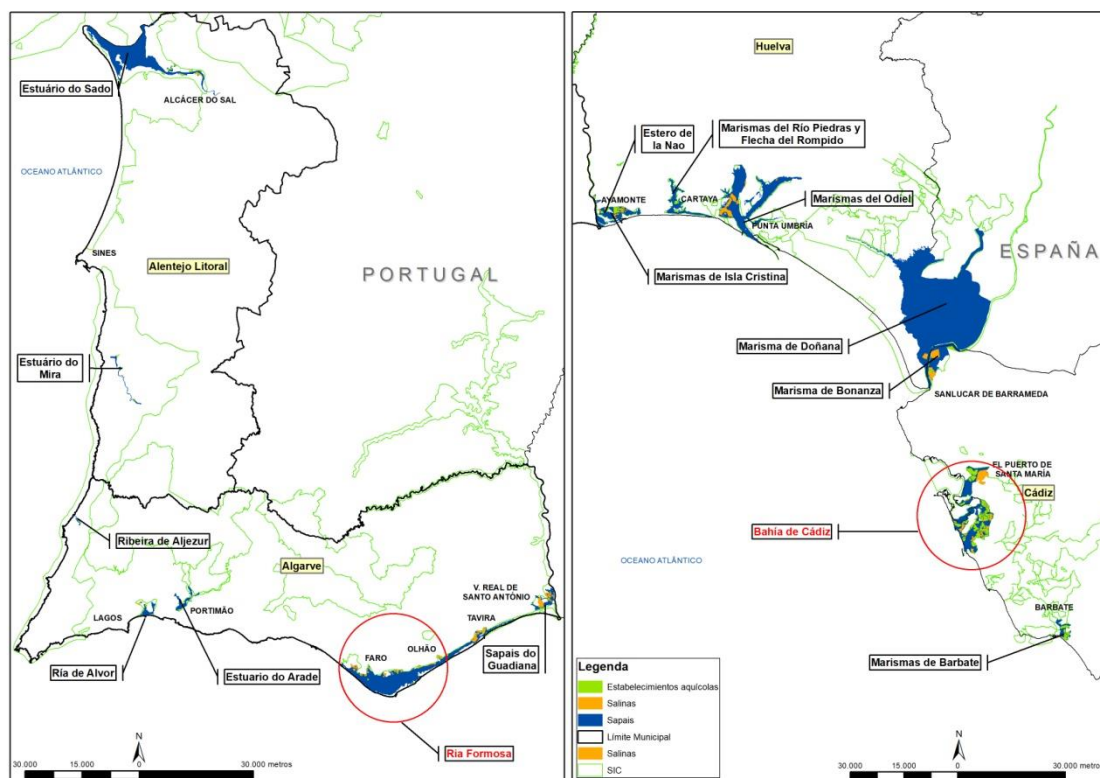 Estuário do Sado
ALCÁCER DO SAL
OCEANO ATLÂNTICO
SINES
Alentejo Litoral
PORTUGAL
Estuário do
Mira
Ribeira de Aljezur
Algarve
LAGOS
PORTIMÃO
FARO
OLHÃO
TAVIRA
V. REAL DE
SANTO ANTÓNIO
Ría de Alvor
Estuario do Arade
Sapais do
Guadiana
Ria Formosa
30.000
15.000
0
N
30.000 metros
Huelva
Estero de
la Nao
Marismas del Río Piedras y
Flecha del Rompido
AYAMONTE
CARTAYA
Marismas del Odiel
PUNTA UMBRÍA
Marismas de Isla Cristina
ESPAÑA
Marisma de Doñana
Marisma de Bonanza
SANLUCAR DE BARRAMEDA
EL PUERTO DE
SANTA MARÍA
Cádiz
Bahía de Cádiz
OCEANO ATLÂNTICO
BARBATE
Marismas de Barbate
Legenda
Estabelecimientos aquícolas
Salinas
Sapais
Límite Municipal
Salinas
SIC
30.000
15.000
0
N
30.000 metros